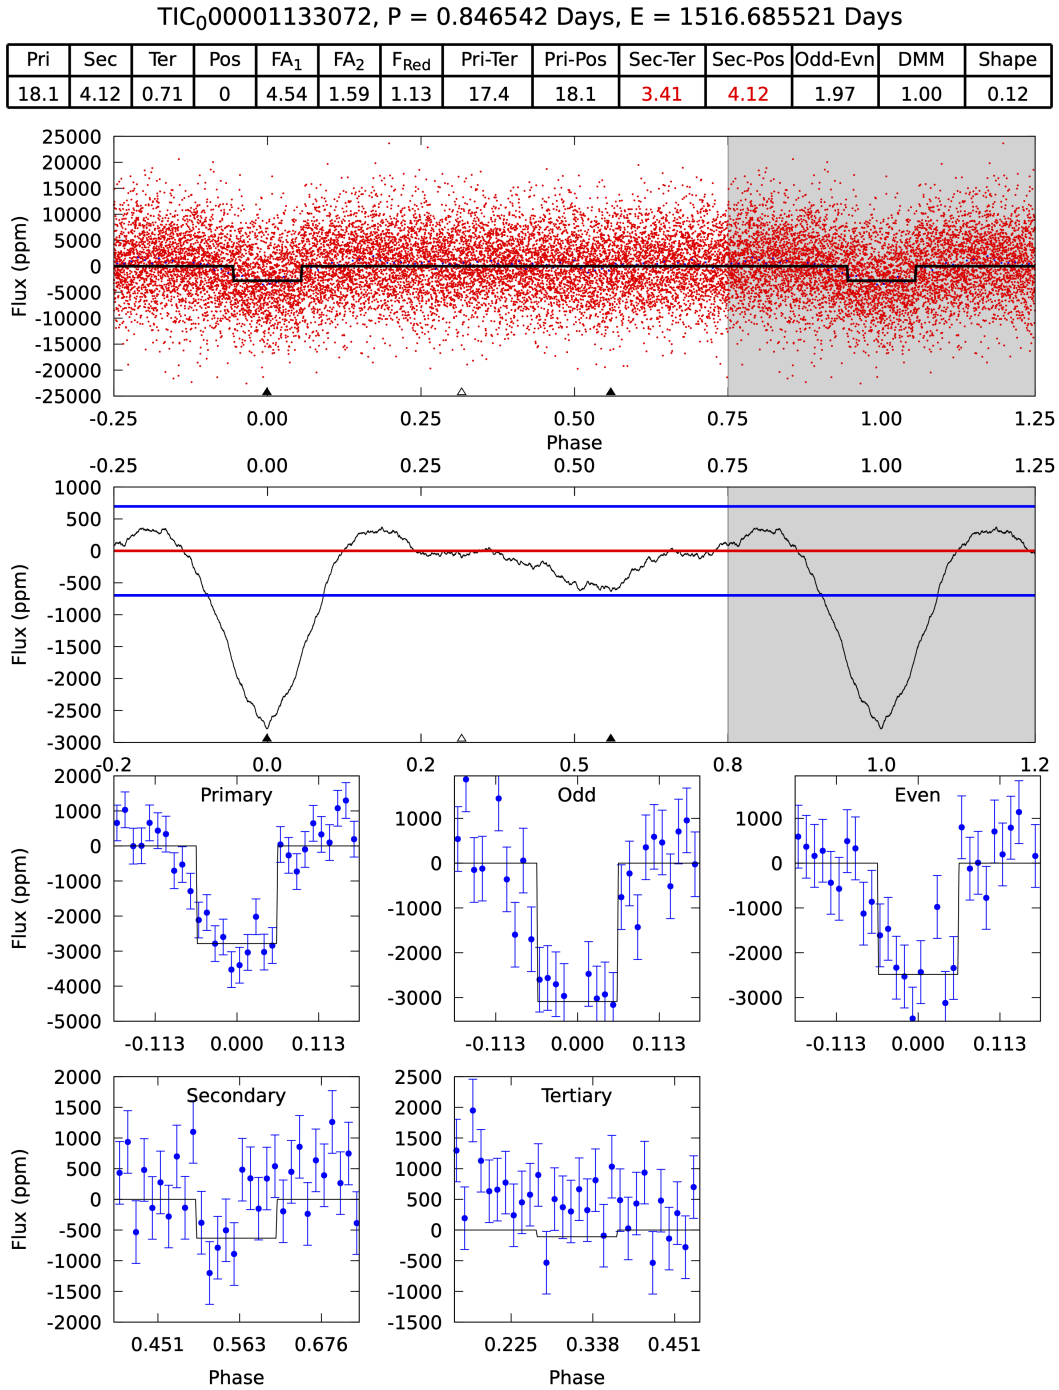 TIC₀00001133072, P = 0.846542 Days, E = 1516.685521 Days
Pri Sec Ter Pos FA₁ FA₂ F_Red Pri-Ter Pri-Pos Sec-Ter Sec-Pos Odd-Evn DMM Shape
18.1 4.12 0.71 0 4.54 1.59 1.13 17.4 18.1 3.41 4.12 1.97 1.00 0.12
Flux (ppm)
25000
20000
15000
10000
5000
0
-5000
-10000
-15000
-20000
-25000
-0.25 0.00 0.25 0.50 0.75 1.00 1.25
Phase
-0.25 0.00 0.25 0.50 0.75 1.00 1.25
Flux (ppm)
1000
500
0
-500
-1000
-1500
-2000
-2500
-3000
-0.2 0.0 0.2 0.5 0.8 1.0 1.2
Primary
Flux (ppm)
2000
1000
0
-1000
-2000
-3000
-4000
-5000
-0.113 0.000 0.113
Odd
1000
0
-1000
-2000
-3000
-0.113 0.000 0.113
Even
1000
0
-1000
-2000
-3000
-0.113 0.000 0.113
Secondary
Flux (ppm)
2000
1500
1000
500
0
-500
-1000
-1500
-2000
0.451 0.563 0.676
Phase
Tertiary
2500
2000
1500
1000
500
0
-500
-1000
-1500
0.225 0.338 0.451
Phase